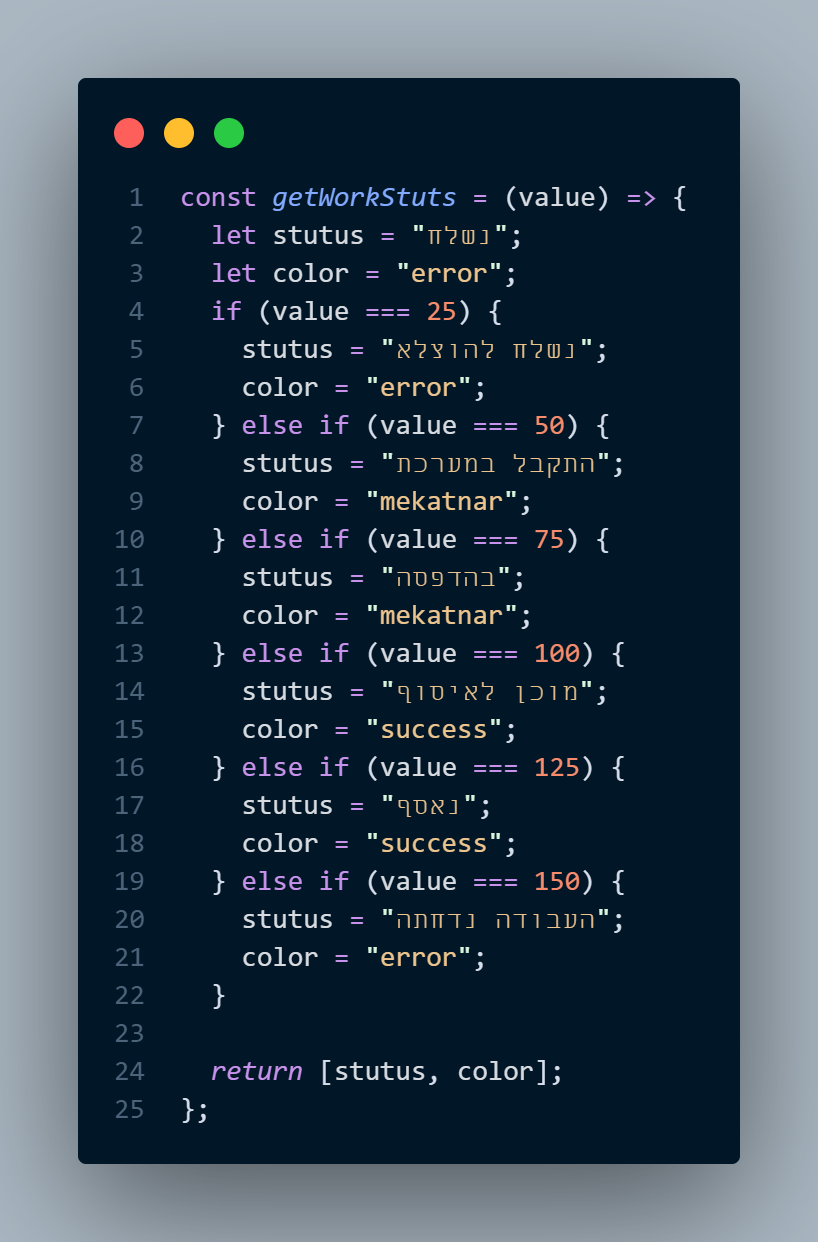 1 const getWorkStuts = (value) => {
2 let stutus = "נשלח";
3 let color = "error";
4 if (value === 25) {
5 stutus = "נשלח להוצלא";
6 color = "error";
7 } else if (value === 50) {
8 stutus = "התקבל במערכת";
9 color = "mekatnar";
10 } else if (value === 75) {
11 stutus = "בהדפסה";
12 color = "mekatnar";
13 } else if (value === 100) {
14 stutus = "מוכן לאיסוף";
15 color = "success";
16 } else if (value === 125) {
17 stutus = "נאסף";
18 color = "success";
19 } else if (value === 150) {
20 stutus = "העבודה נדחתה";
21 color = "error";
22 }
23
24 return [stutus, color];
25 };